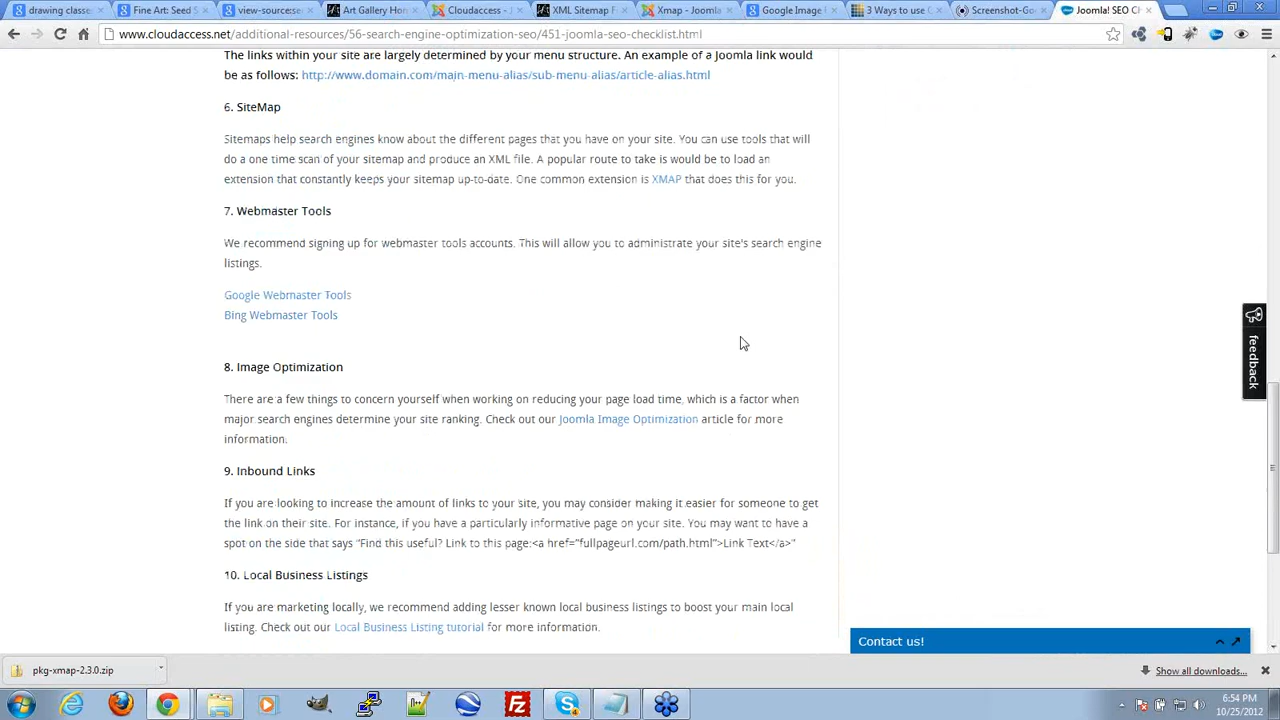 drawing classe
Fine Art: Seed S
view-source:se
Art Gallery Hom
Cloudaccess -
XML Sitemap F
Xmap - Joomla
Google Image
3 Ways to use
Screenshot-Go
Joomla! SEO Ch
www.cloudaccess.net/additional-resources/56-search-engine-optimization-seo/451-joomla-seo-checklist.html
The links within your site are largely determined by your menu structure. An example of a Joomla link would
be as follows: http://www.domain.com/main-menu-alias/sub-menu-alias/article-alias.html
6. SiteMap
Sitemaps help search engines know about the different pages that you have on your site. You can use tools that will
do a one time scan of your sitemap and produce an XML file. A popular route to take is would be to load an
extension that constantly keeps your sitemap up-to-date. One common extension is XMAP that does this for you.
7. Webmaster Tools
We recommend signing up for webmaster tools accounts. This will allow you to administrate your site's search engine
listings.
Google Webmaster Tools
Bing Webmaster Tools
8. Image Optimization
There are a few things to concern yourself when working on reducing your page load time, which is a factor when
major search engines determine your site ranking. Check out our Joomla Image Optimization article for more
information.
9. Inbound Links
If you are looking to increase the amount of links to your site, you may consider making it easier for someone to get
the link on their site. For instance, if you have a particularly informative page on your site. You may want to have a
spot on the side that says "Find this useful? Link to this page:<a href="fullpageurl.com/path.html">Link Text</a>"
10. Local Business Listings
If you are marketing locally, we recommend adding lesser known local business listings to boost your main local
listing. Check out our Local Business Listing tutorial for more information.
feedback
Contact us!
pkg-xmap-2.3.0.zip
Show all downloads...
6:54 PM
10/25/2012